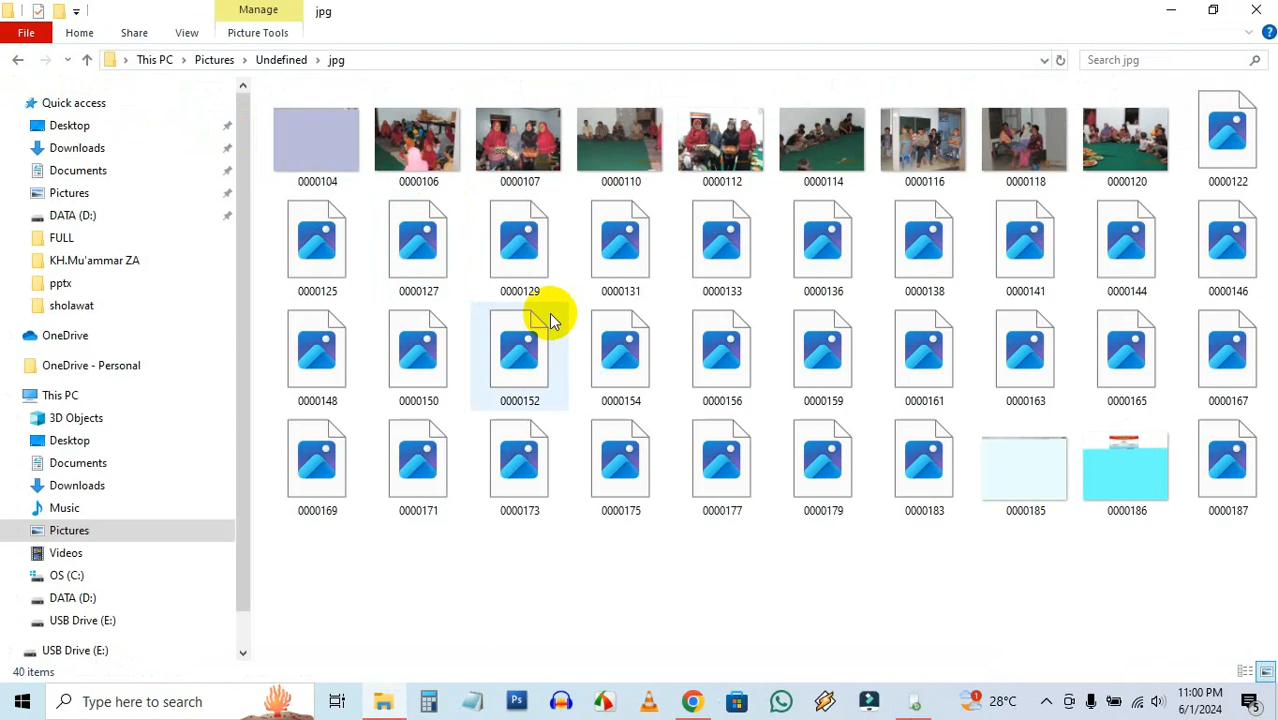 Manage
jpg
File
Home
Share
View
Picture Tools
This PC
Pictures
Undefined
jpg
Search jpg
Quick access
Desktop
Downloads
Documents
Pictures
DATA (D:)
FULL
KH.Mu'ammar ZA
pptx
sholawat
OneDrive
OneDrive - Personal
This PC
3D Objects
Desktop
Documents
Downloads
Music
Pictures
Videos
OS (C:)
DATA (D:)
USB Drive (E:)
USB Drive (E:)
0000104 0000106 0000107 0000110 0000112 0000114 0000116 0000118 0000120 0000122
0000125 0000127 0000129 0000131 0000133 0000136 0000138 0000141 0000144 0000146
0000148 0000150 0000152 0000154 0000156 0000159 0000161 0000163 0000165 0000167
0000169 0000171 0000173 0000175 0000177 0000179 0000183 0000185 0000186 0000187
40 items
Type here to search
Ps
28°C
11:00 PM
6/1/2024
5